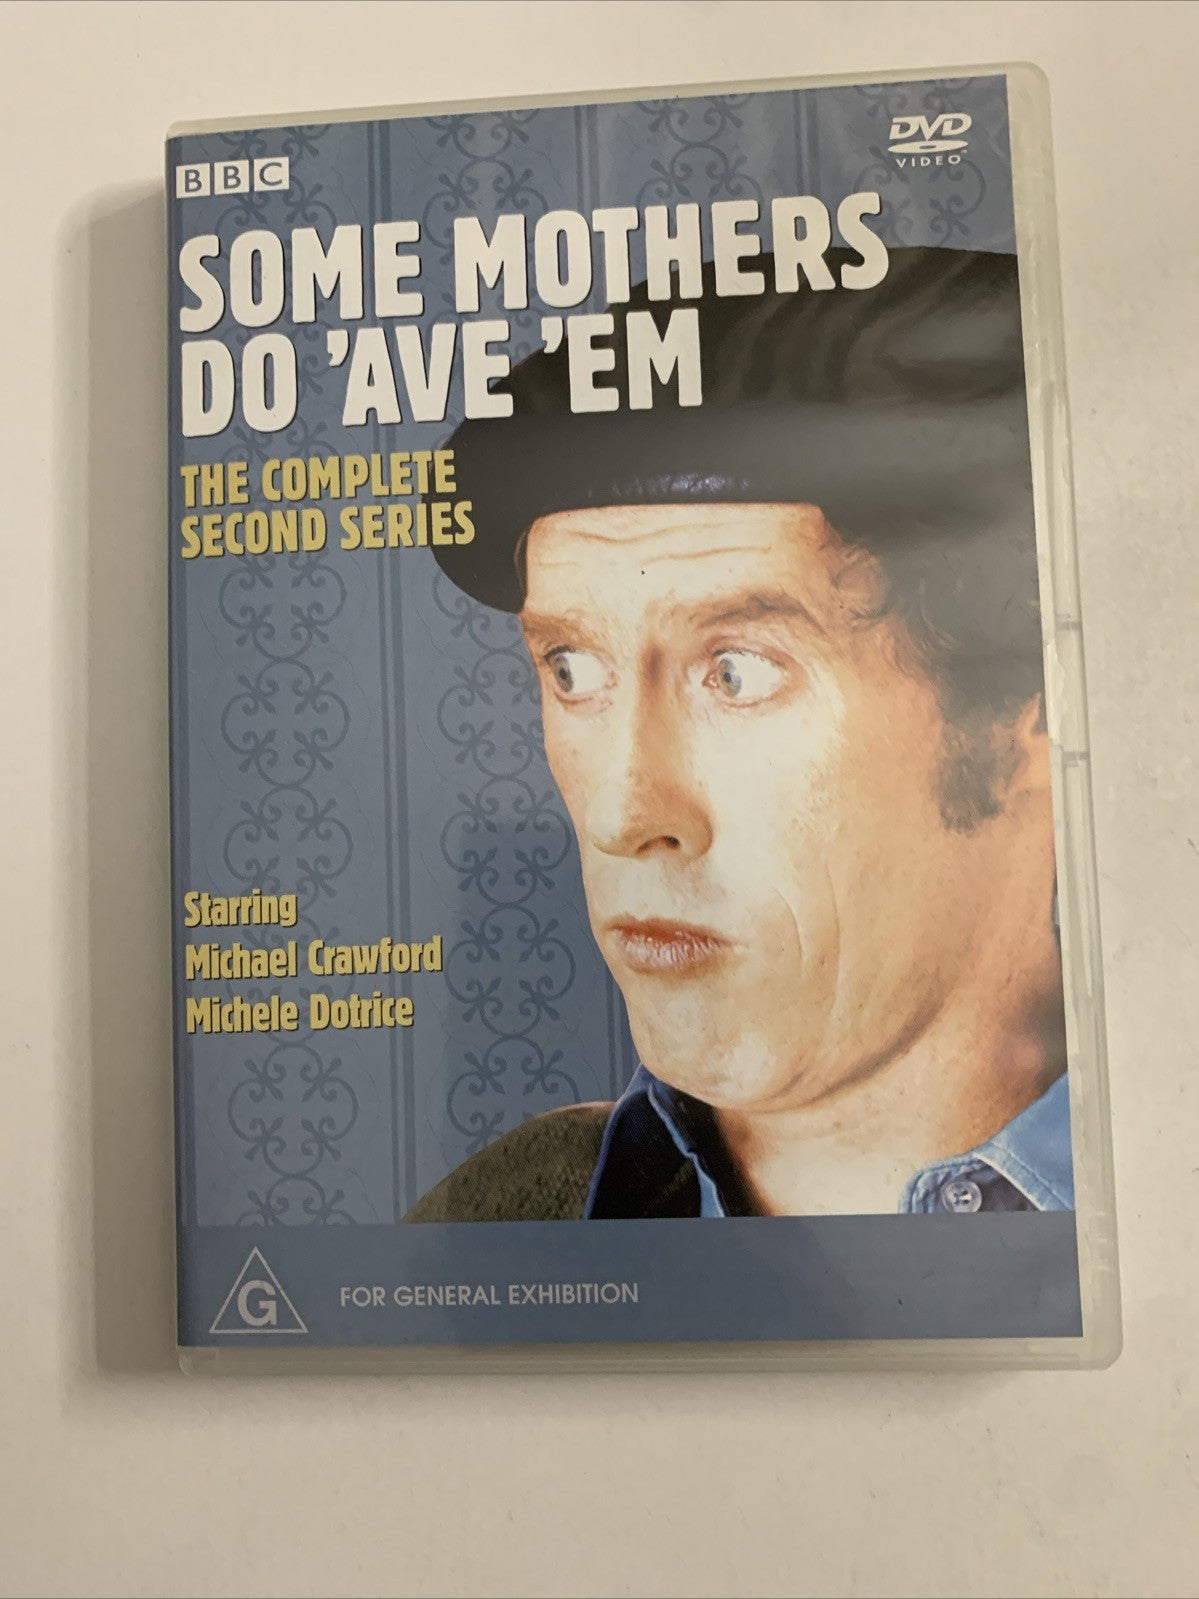 BBC
DVD
VIDEO
SOME MOTHERS
DO 'AVE 'EM
THE COMPLETE
SECOND SERIES
Starring
Michael Crawford
Michele Dotrice
G
FOR GENERAL EXHIBITION